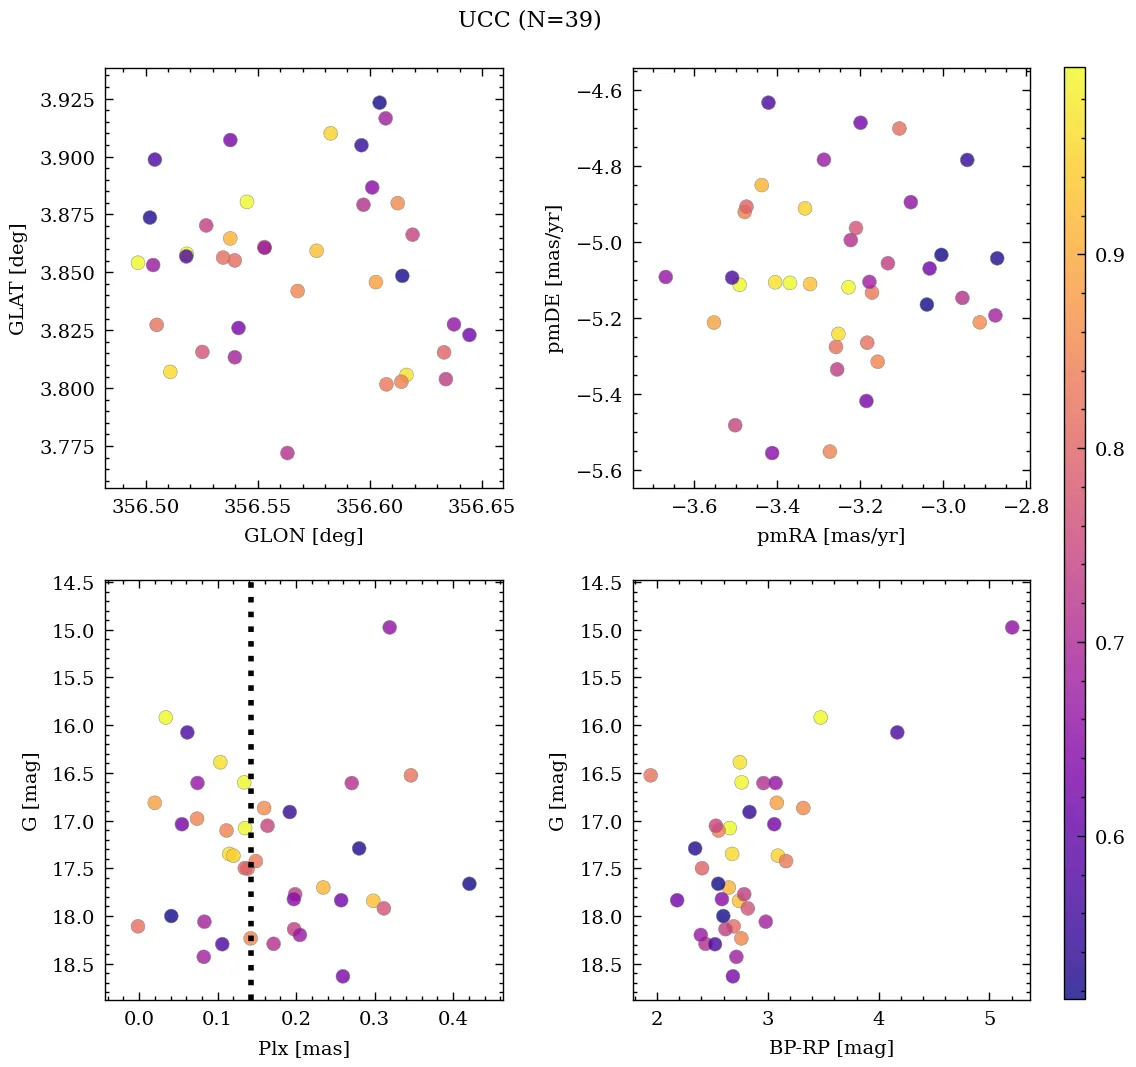 UCC (N=39)
3.925
3.900
3.875
3.850
3.825
3.800
3.775
GLAT [deg]
356.50 356.55 356.60 356.65
GLON [deg]
−4.6
−4.8
−5.0
−5.2
−5.4
−5.6
pmDE [mas/yr]
−3.6 −3.4 −3.2 −3.0 −2.8
pmRA [mas/yr]
14.5
15.0
15.5
16.0
16.5
17.0
17.5
18.0
18.5
G [mag]
0.0 0.1 0.2 0.3 0.4
Plx [mas]
14.5
15.0
15.5
16.0
16.5
17.0
17.5
18.0
18.5
G [mag]
2 3 4 5
BP-RP [mag]
0.9
0.8
0.7
0.6